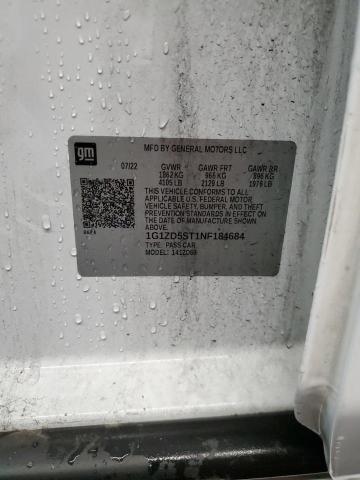 gm
MFD BY GENERAL MOTORS LLC
07/22 GVWR GAWR FRT GAWR RR
1862 KG 966 KG 896 KG
4105 LB 2129 LB 1976 LB
THIS VEHICLE CONFORMS TO ALL
APPLICABLE U.S. FEDERAL MOTOR
VEHICLE SAFETY, BUMPER, AND THEFT
PREVENTION STANDARDS IN EFFECT ON
THE DATE OF MANUFACTURE SHOWN
ABOVE.
1G1ZD5ST1NF184684
TYPE: PASS CAR
MODEL: 1412D69